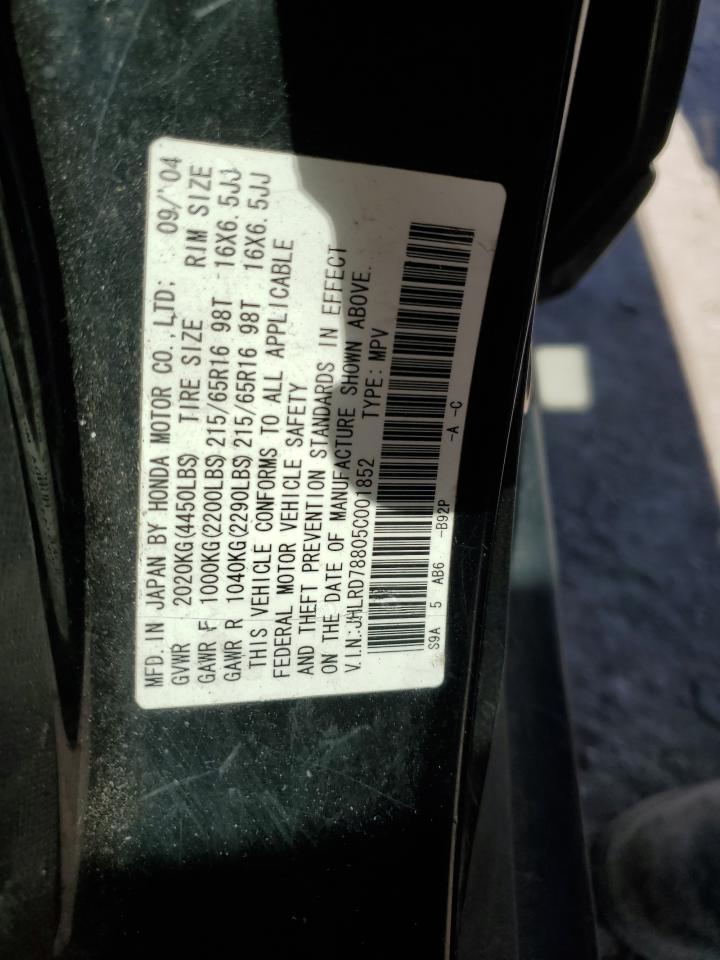 MFD. IN JAPAN BY HONDA MOTOR CO., LTD; 09/'04
GVWR 2020KG(4450LBS) TIRE SIZE RIM SIZE
GAWR F 1000KG(2200LBS) 215/65R16 98T 16X6.5JJ
GAWR R 1040KG(2290LBS) 215/65R16 98T 16X6.5JJ
THIS VEHICLE CONFORMS TO ALL APPLICABLE
FEDERAL MOTOR VEHICLE SAFETY
AND THEFT PREVENTION STANDARDS IN EFFECT
ON THE DATE OF MANUFACTURE SHOWN ABOVE.
V.I.N.:JHLRD78805C001852 TYPE: MPV
S9A 5 AB6 -B92P -A -C